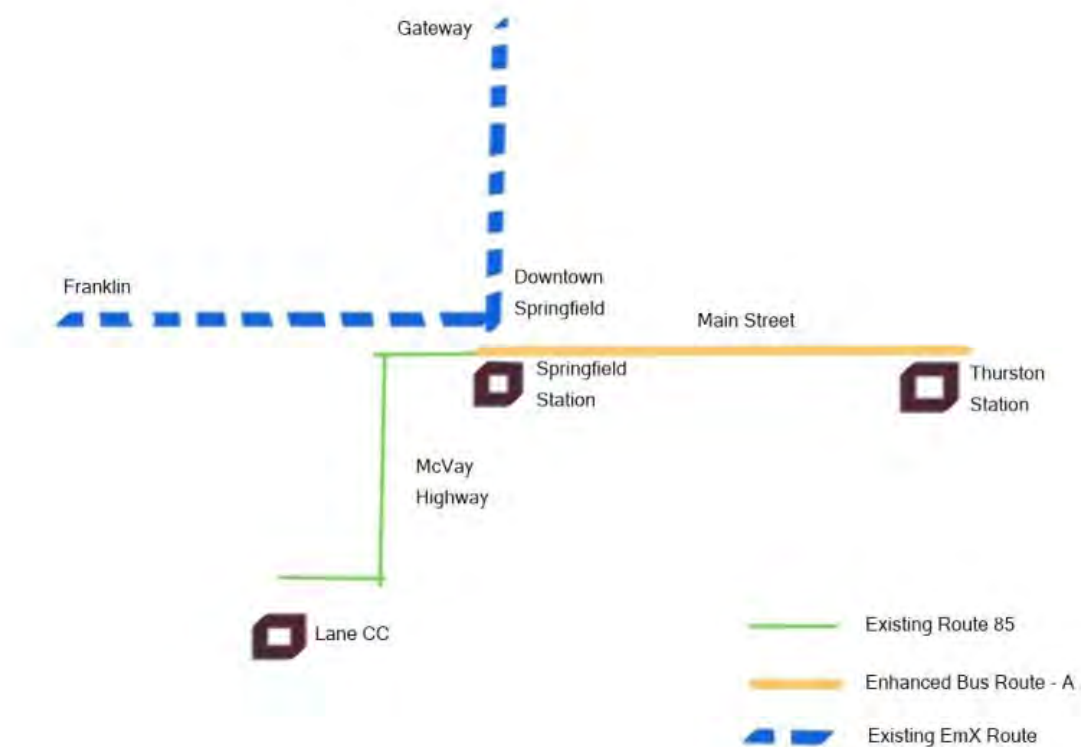 Gateway
Franklin
Downtown
Springfield
Main Street
Springfield
Station
Thurston
Station
McVay
Highway
Lane CC
Existing Route 85
Enhanced Bus Route - A
Existing EmX Route